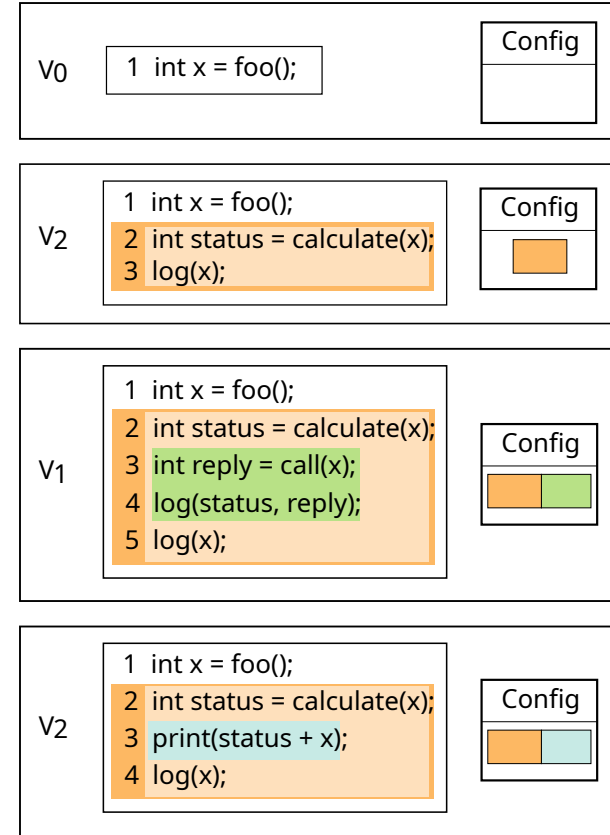 V0
1 int x = foo();
Config
V2
1 int x = foo();
2 int status = calculate(x);
3 log(x);
Config
V1
1 int x = foo();
2 int status = calculate(x);
3 int reply = call(x);
4 log(status, reply);
5 log(x);
Config
V2
1 int x = foo();
2 int status = calculate(x);
3 print(status + x);
4 log(x);
Config